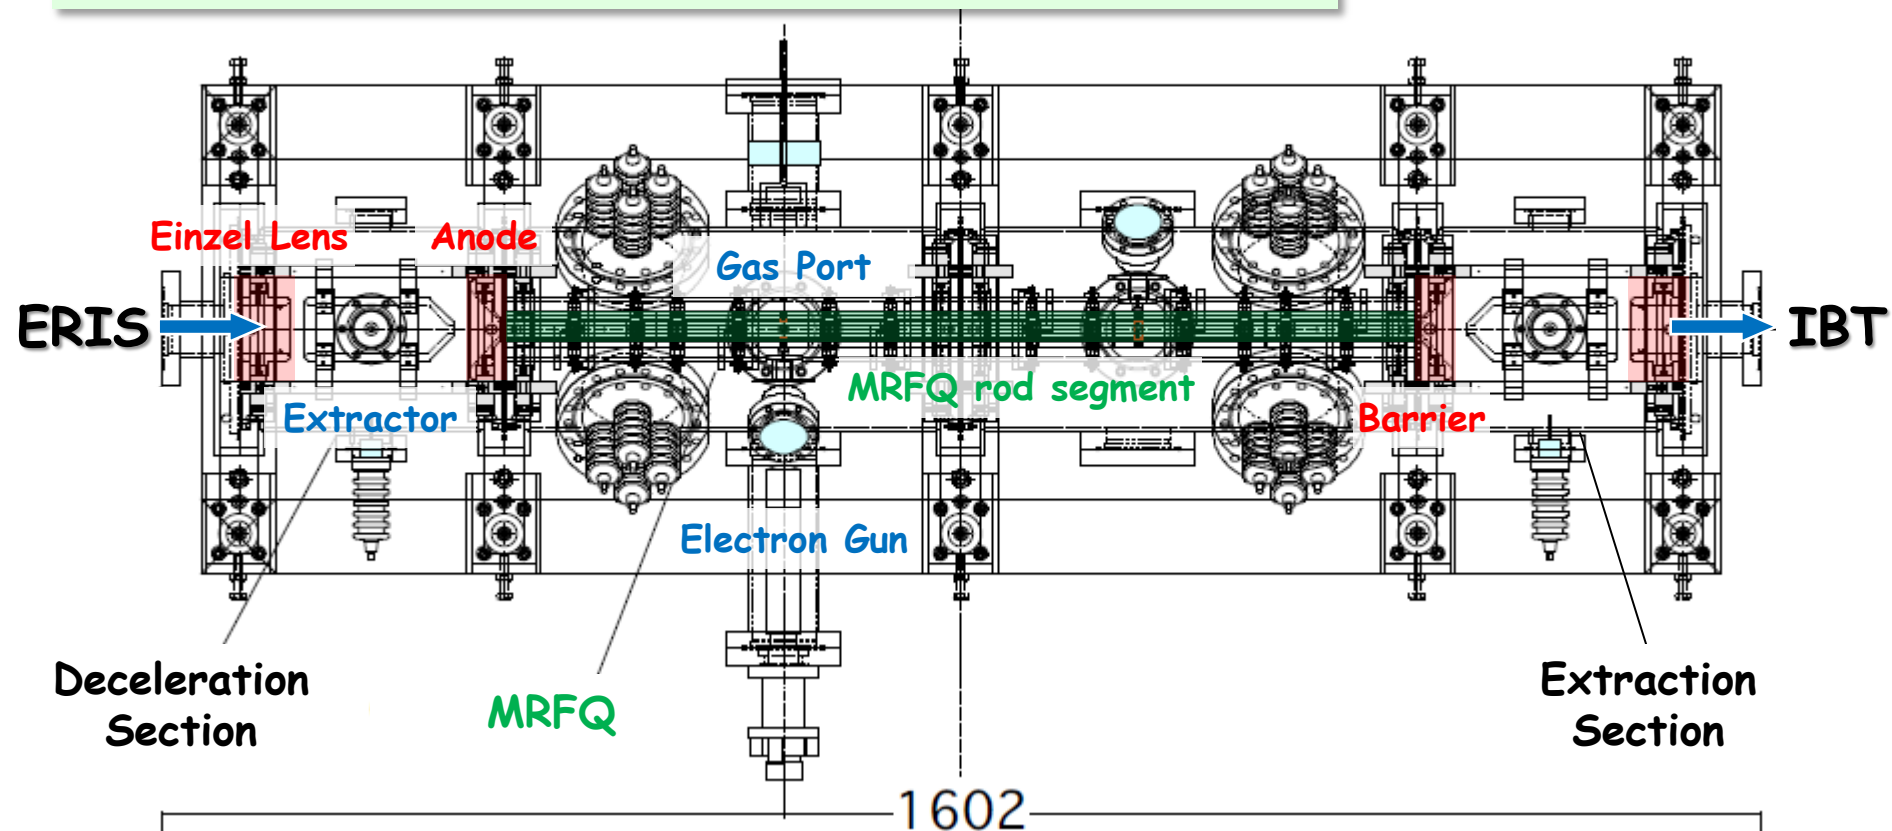 Einzel Lens
Anode
Gas Port
ERIS
IBT
MRFQ rod segment
Extractor
Barrier
Electron Gun
Deceleration
Section
MRFQ
Extraction
Section
1602